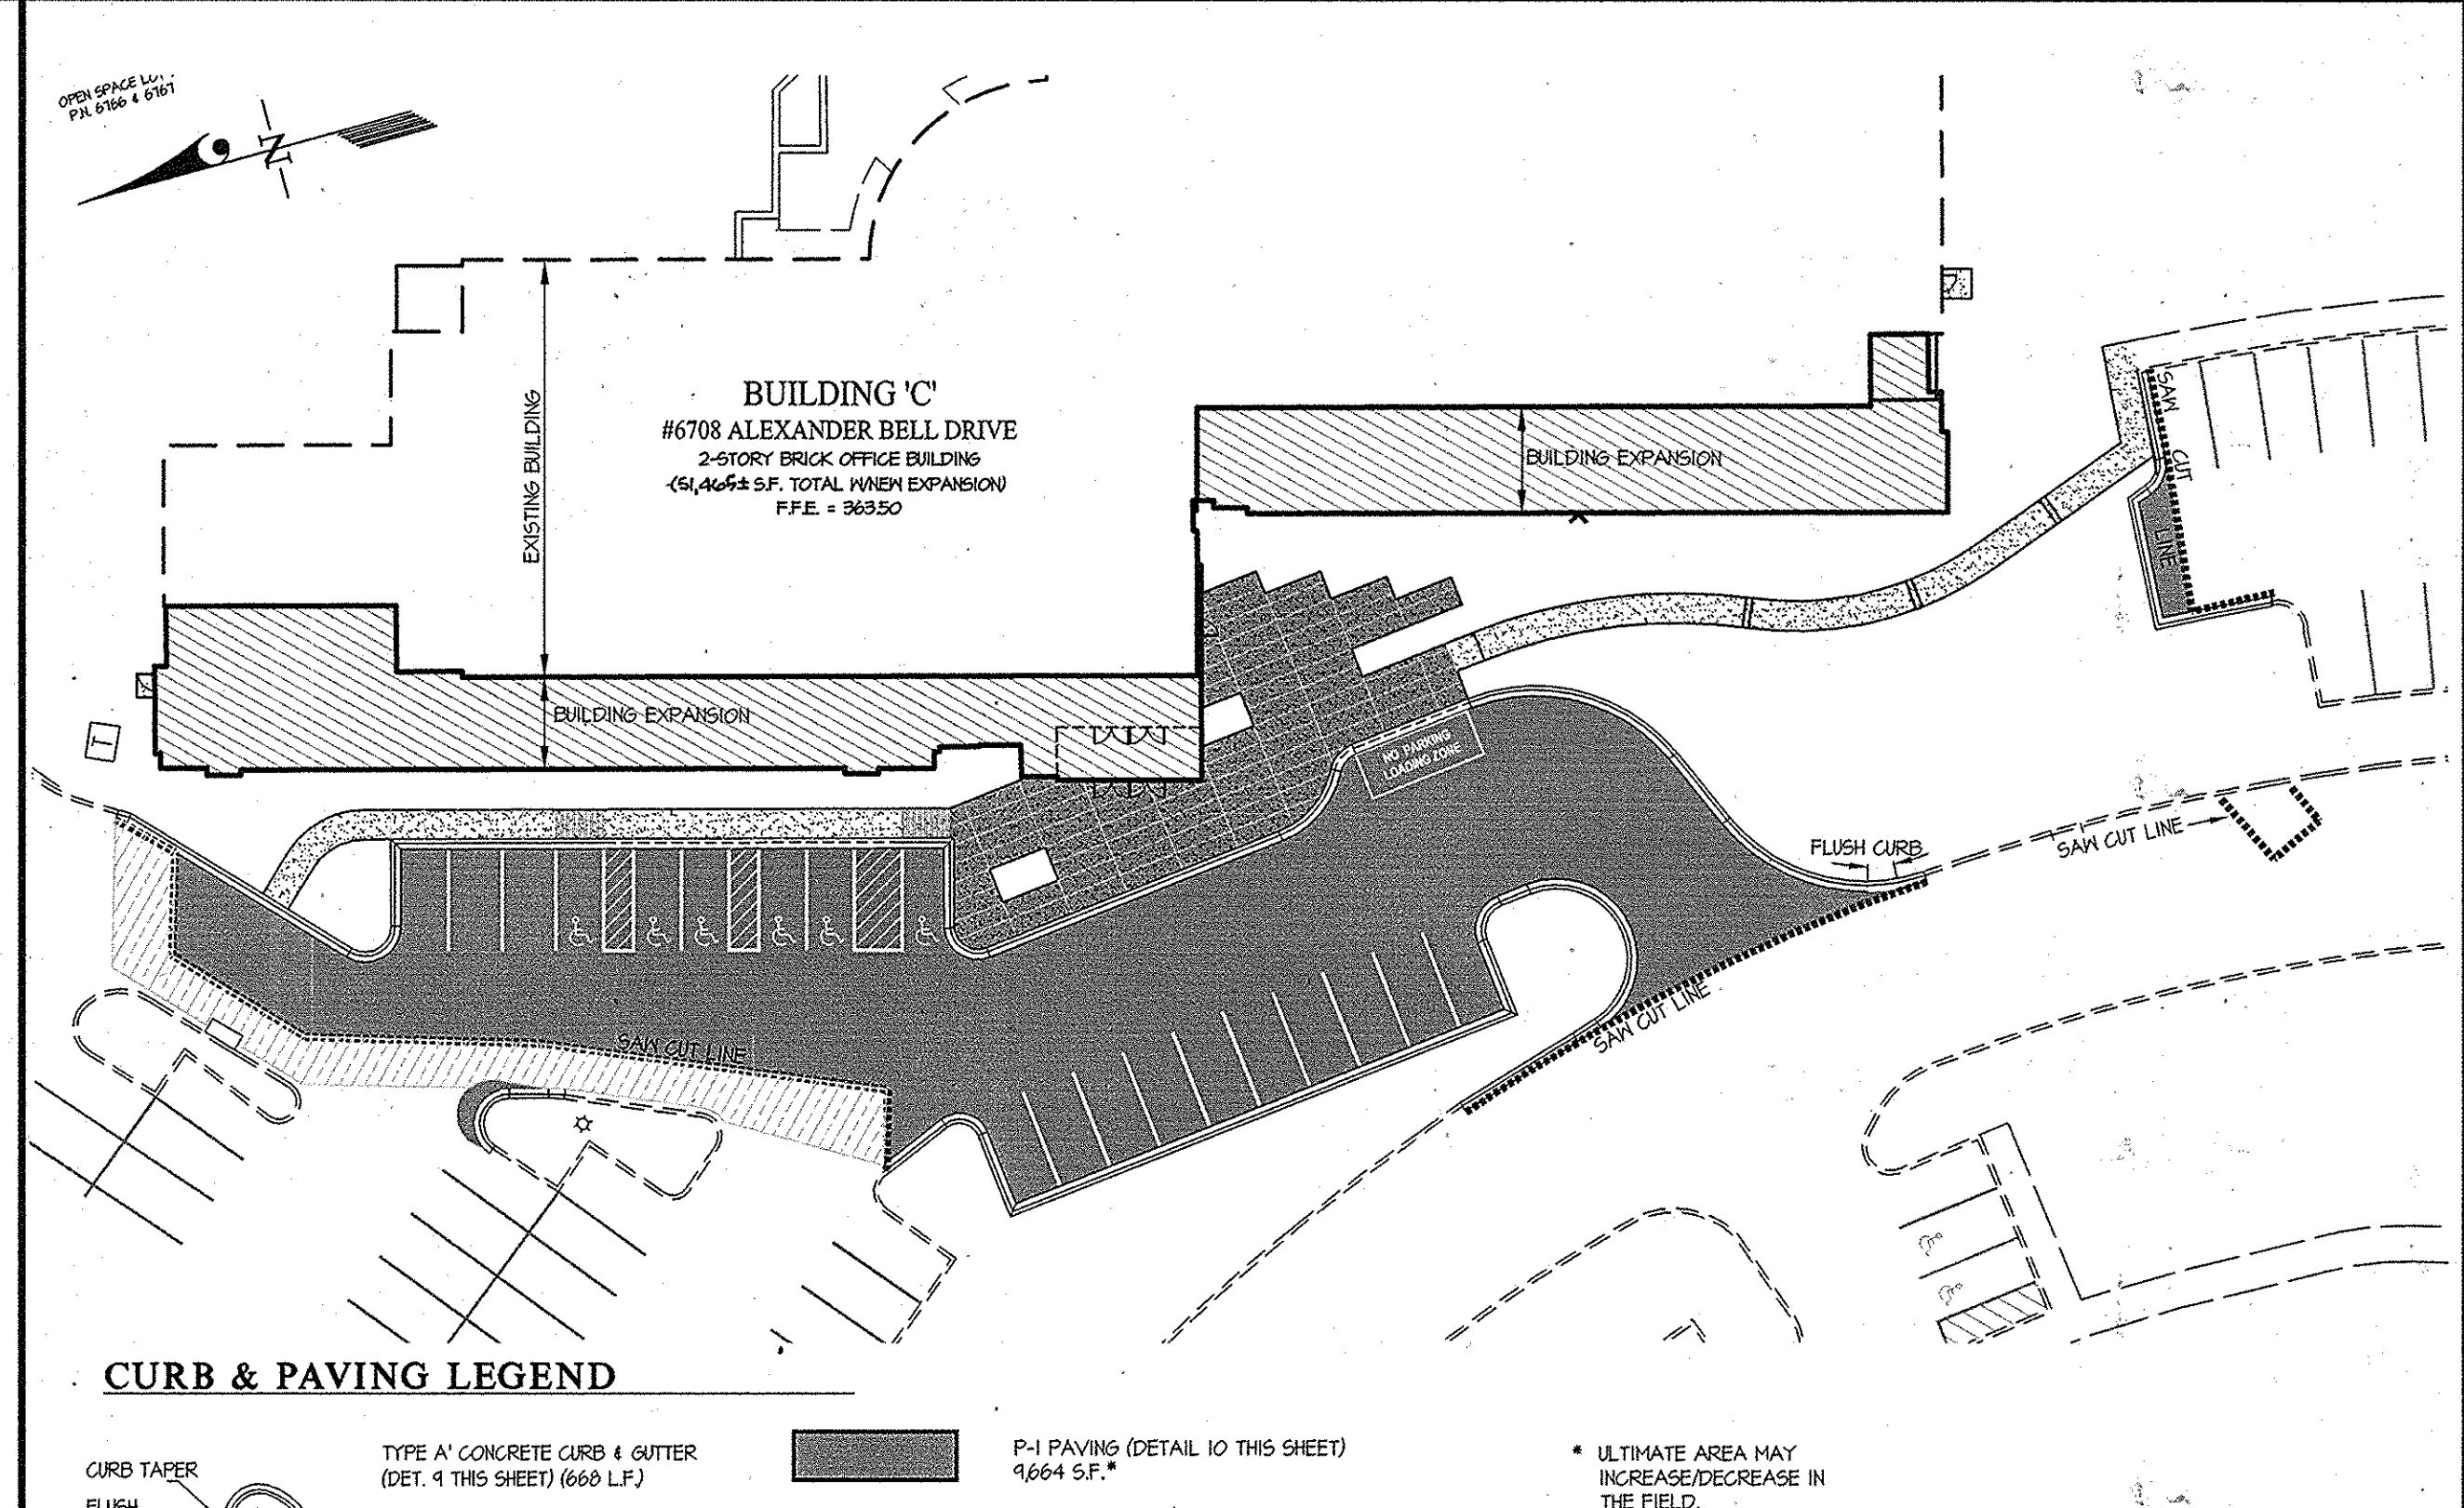 OPEN SPACE LOT
P.N. 6766 & 6767
N
BUILDING 'C'
#6708 ALEXANDER BELL DRIVE
2-STORY BRICK OFFICE BUILDING
(51,465± S.F. TOTAL W/NEW EXPANSION)
F.F.E. = 363.50
EXISTING BUILDING
BUILDING EXPANSION
BUILDING EXPANSION
SAW CUT LINE
T
NO PARKING
LOADING ZONE
FLUSH CURB
SAW CUT LINE
SAW CUT LINE
SAW CUT LINE
CURB & PAVING LEGEND
CURB TAPER
FLUSH
TYPE 'A' CONCRETE CURB & GUTTER
(DET. 9 THIS SHEET) (668 L.F.)
P-1 PAVING (DETAIL 10 THIS SHEET)
9,664 S.F.*
* ULTIMATE AREA MAY
INCREASE/DECREASE IN
THE FIELD.